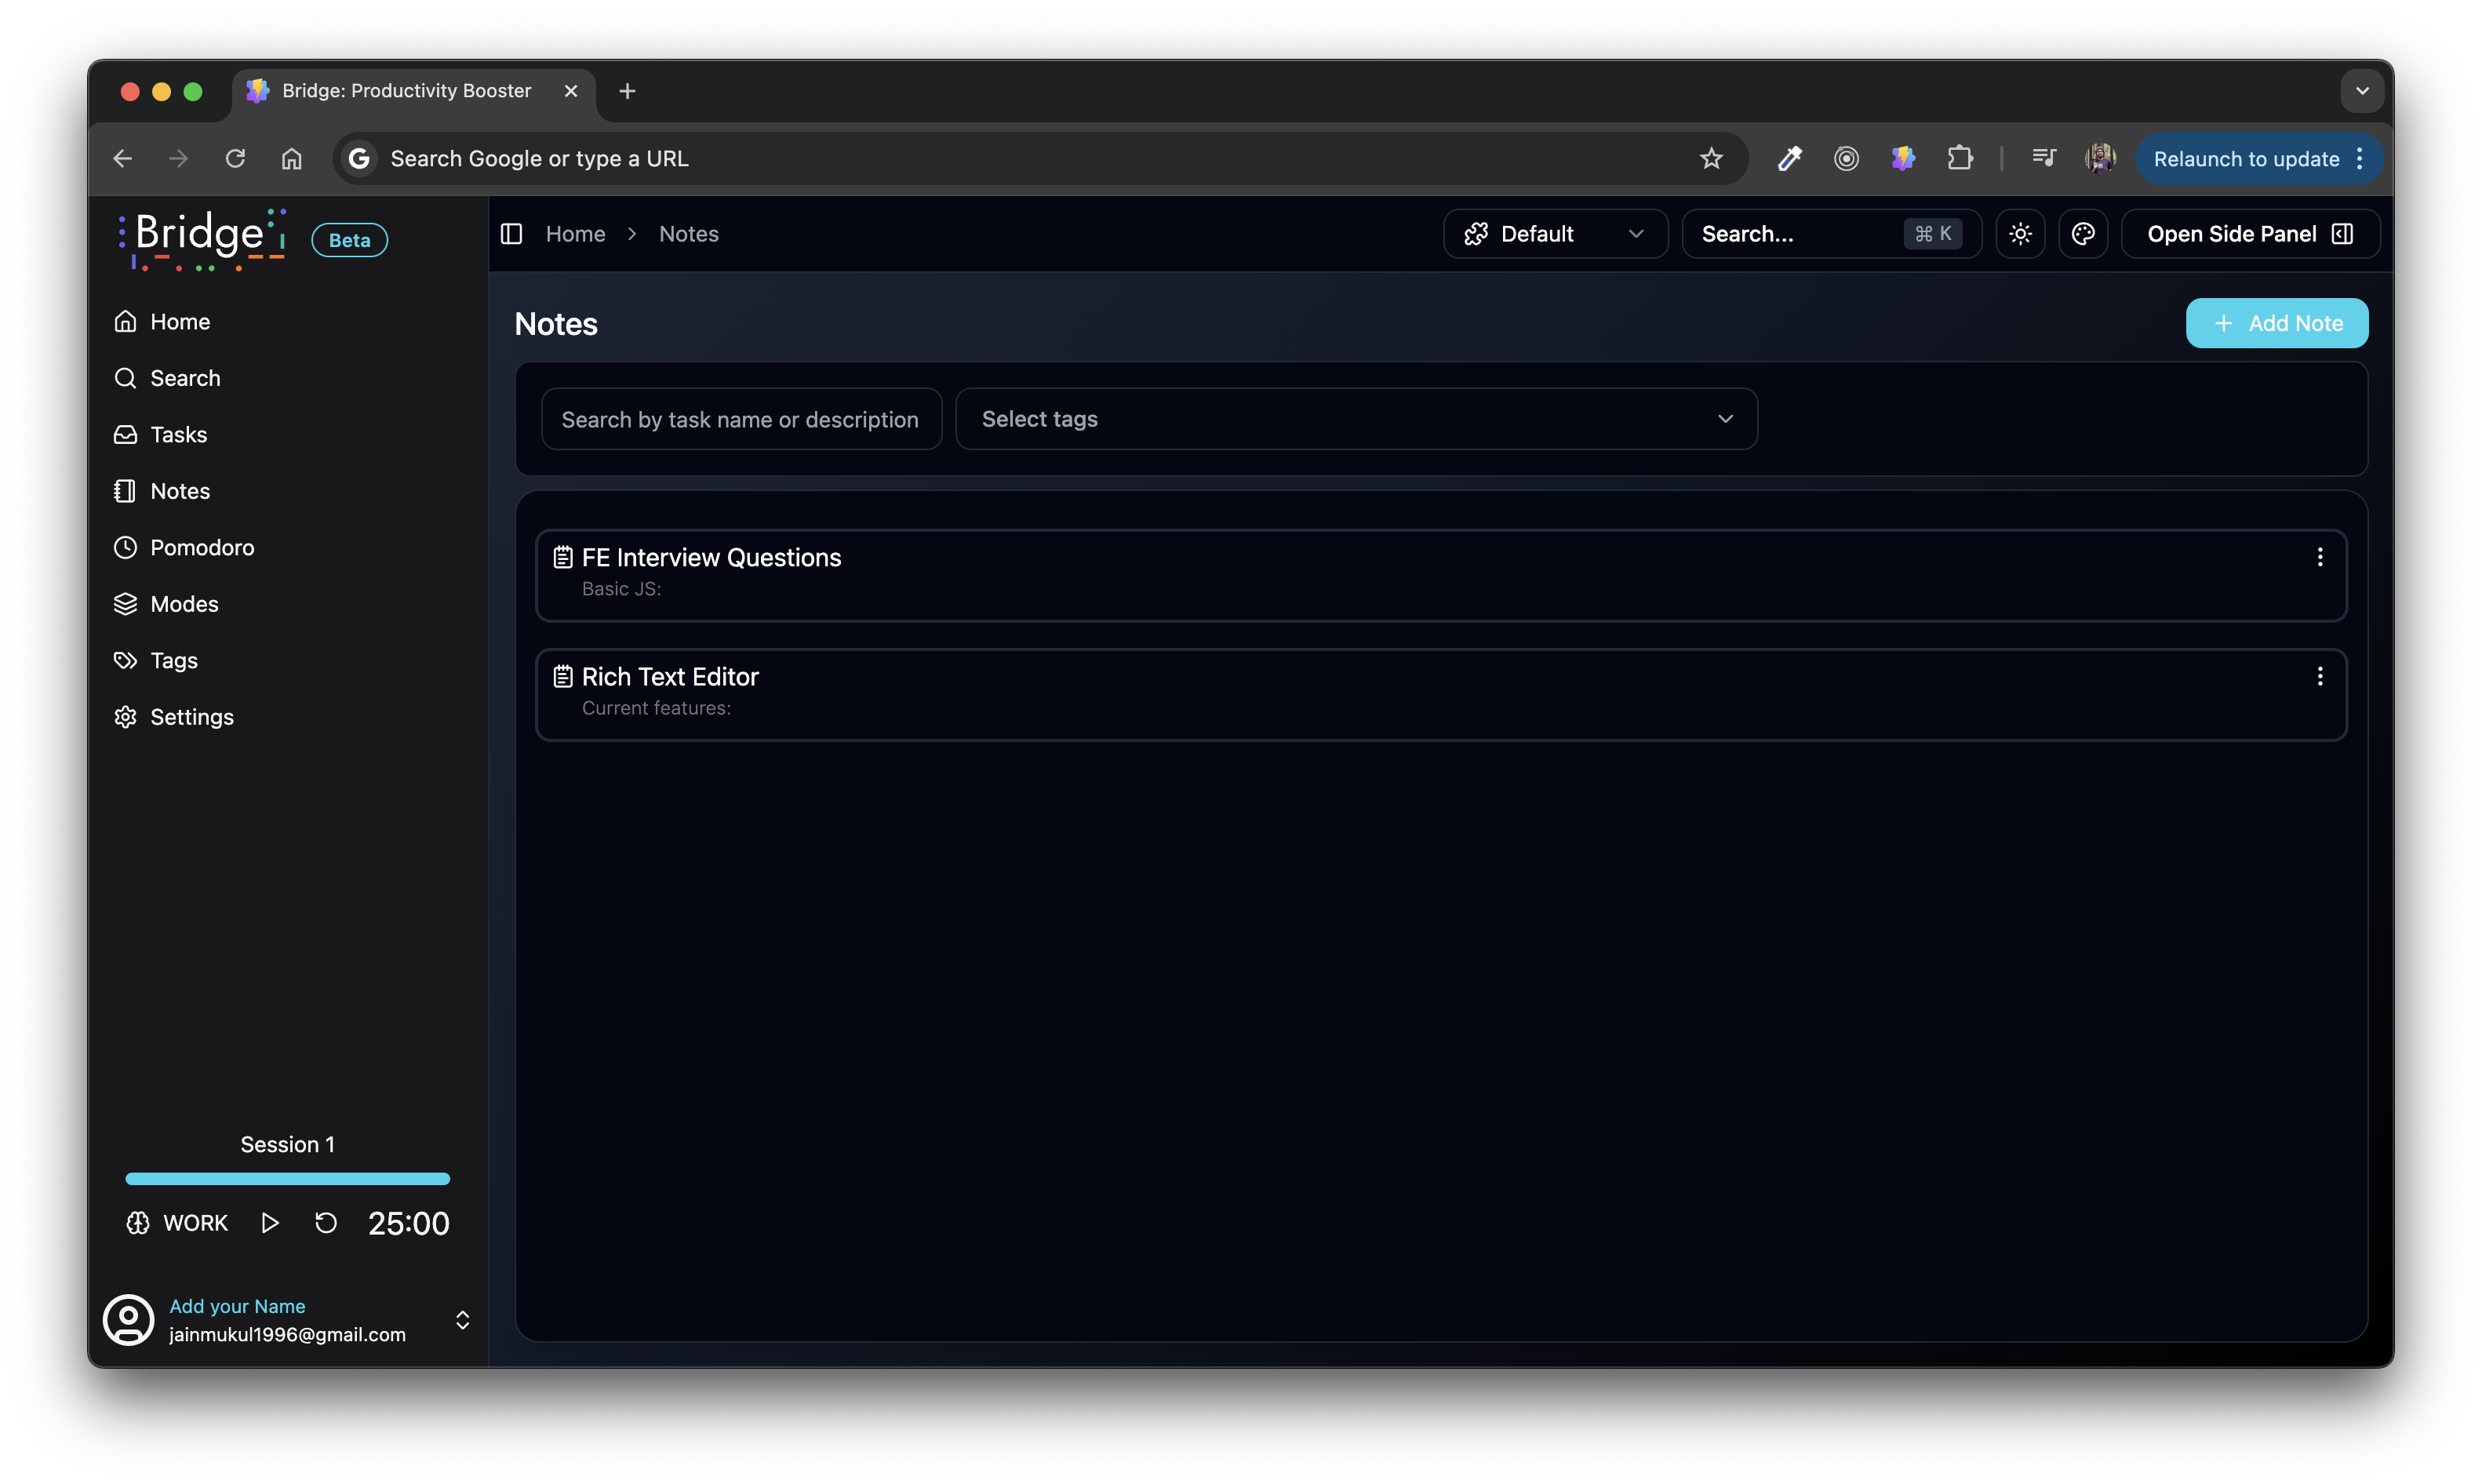 Bridge: Productivity Booster
Search Google or type a URL
Relaunch to update
Bridge
Beta
Home
Search
Tasks
Notes
Pomodoro
Modes
Tags
Settings
Session 1
WORK
25:00
Add your Name
jainmukul1996@gmail.com
Home > Notes
Default
Search...
⌘ K
Open Side Panel
Notes
+ Add Note
Search by task name or description
Select tags
FE Interview Questions
Basic JS:
Rich Text Editor
Current features: